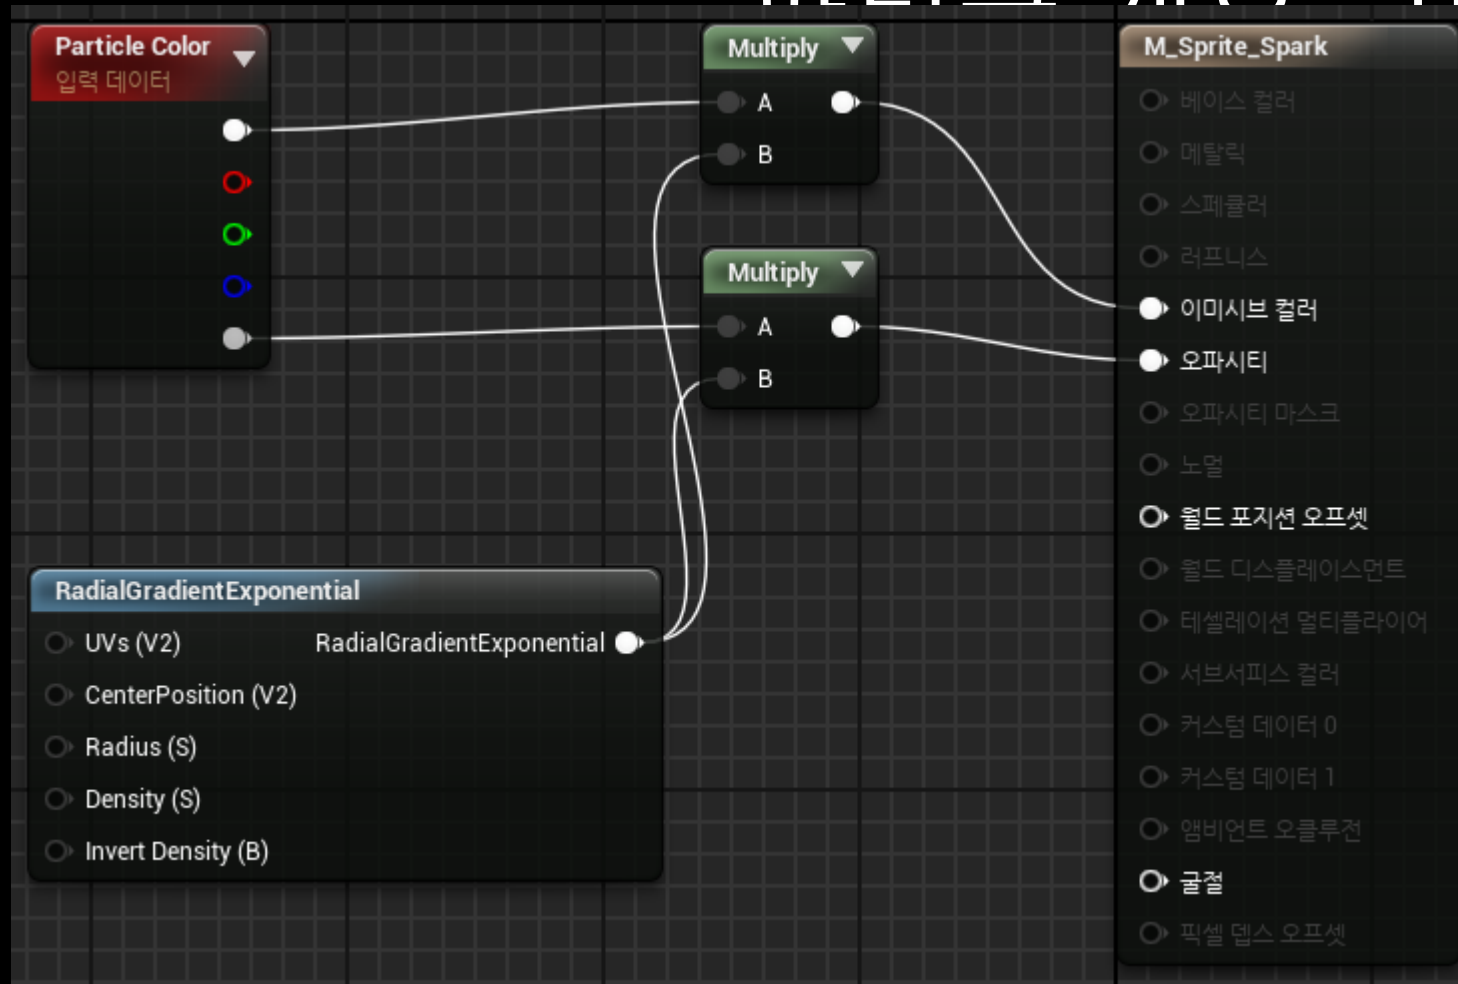 Particle Color
입력 데이터
Multiply
A
B
Multiply
A
B
RadialGradientExponential
UVs (V2)
RadialGradientExponential
CenterPosition (V2)
Radius (S)
Density (S)
Invert Density (B)
M_Sprite_Spark
베이스 컬러
메탈릭
스페큘러
러프니스
이미시브 컬러
오파시티
오파시티 마스크
노멀
월드 포지션 오프셋
월드 디스플레이스먼트
테셀레이션 멀티플라이어
서브서피스 컬러
커스텀 데이터 0
커스텀 데이터 1
앰비언트 오클루전
굴절
픽셀 뎁스 오프셋